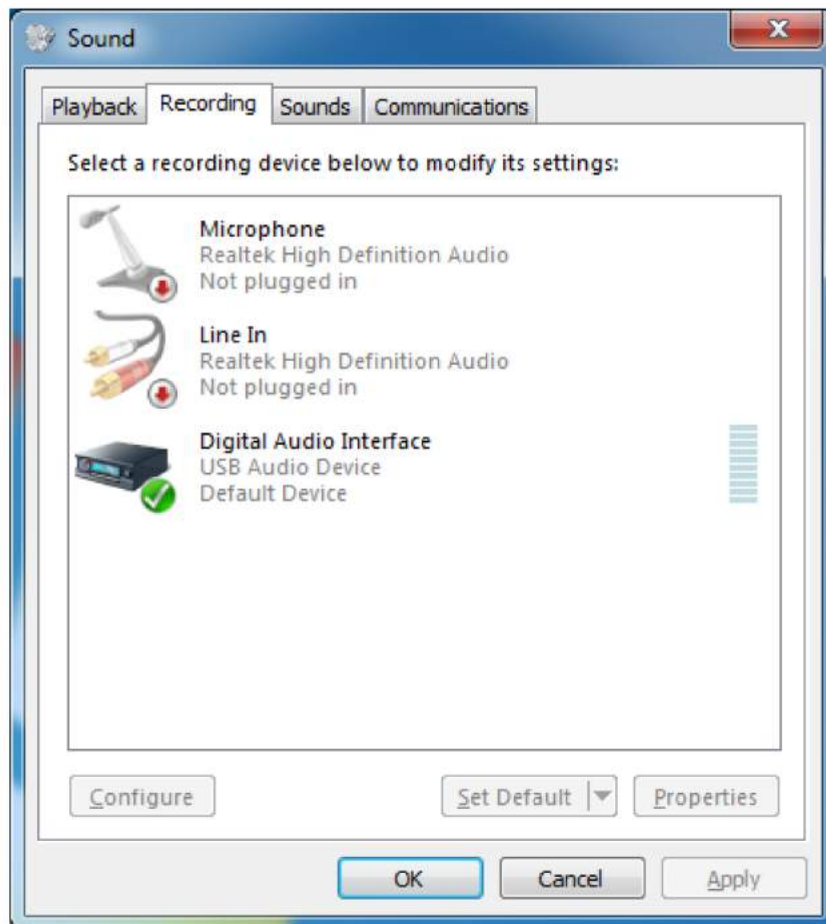 Sound
Playback Recording Sounds Communications
Select a recording device below to modify its settings:
Microphone
Realtek High Definition Audio
Not plugged in
Line In
Realtek High Definition Audio
Not plugged in
Digital Audio Interface
USB Audio Device
Default Device
Configure Set Default Properties
OK Cancel Apply